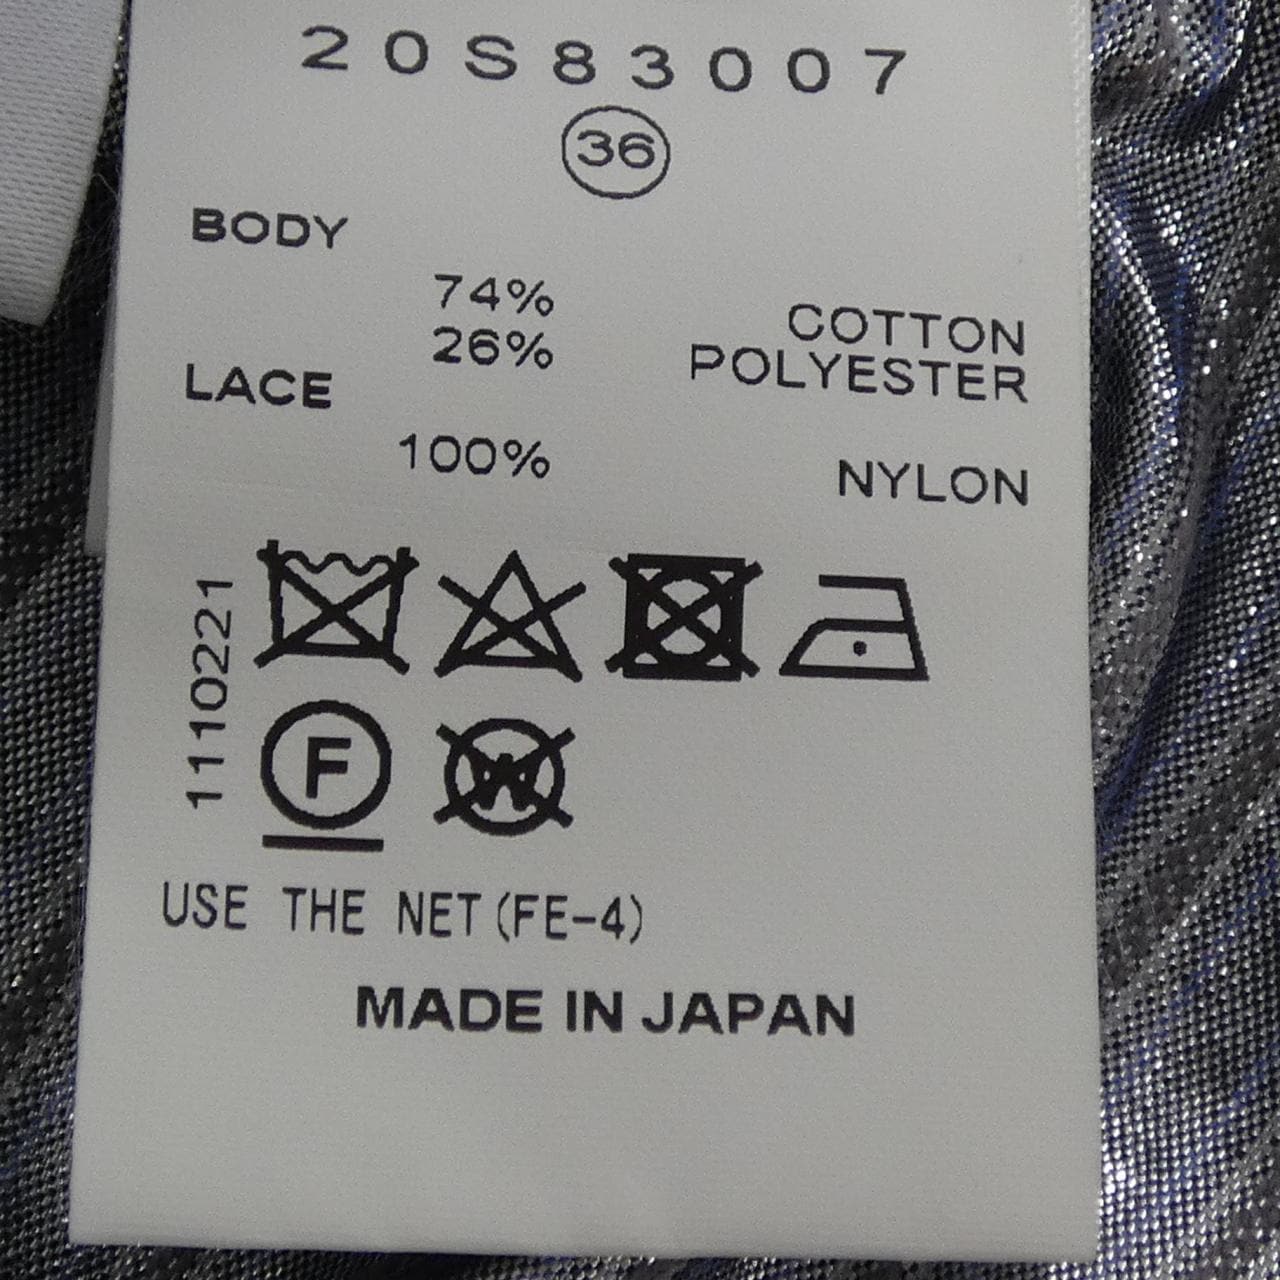 20S83007
36
BODY
74% COTTON
26% POLYESTER
LACE
100% NYLON
1110221
F
W
USE THE NET(FE-4)
MADE IN JAPAN